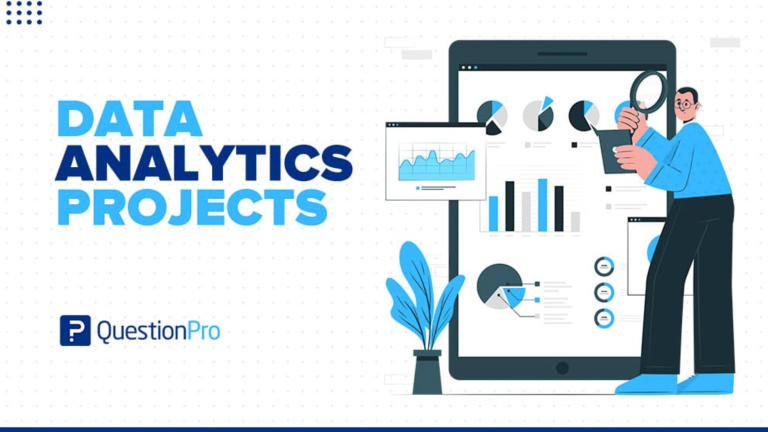 DATA
ANALYTICS
PROJECTS
QuestionPro